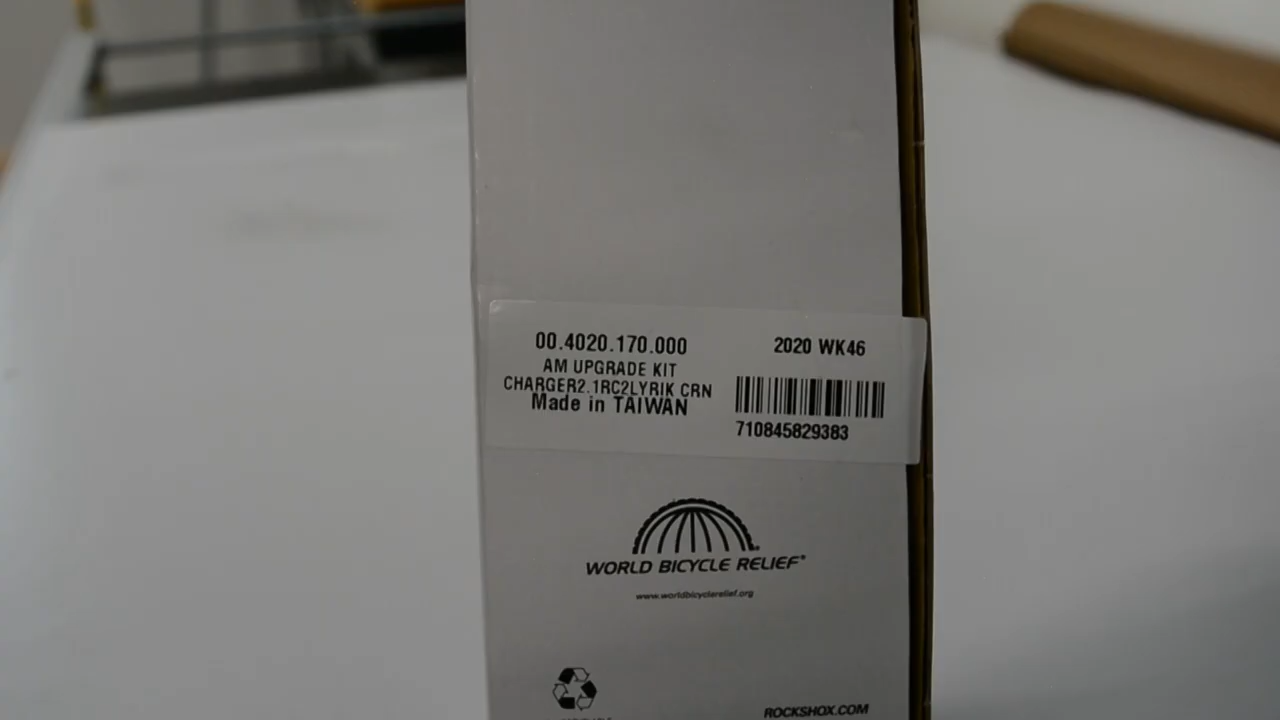 00.4020.170.000
2020 WK46
AM UPGRADE KIT
CHARGER2.1RC2LYRIK CRN
Made in TAIWAN
710845829383
WORLD BICYCLE RELIEF®
www.worldbicyclerelief.org
ROCKSHOX.COM